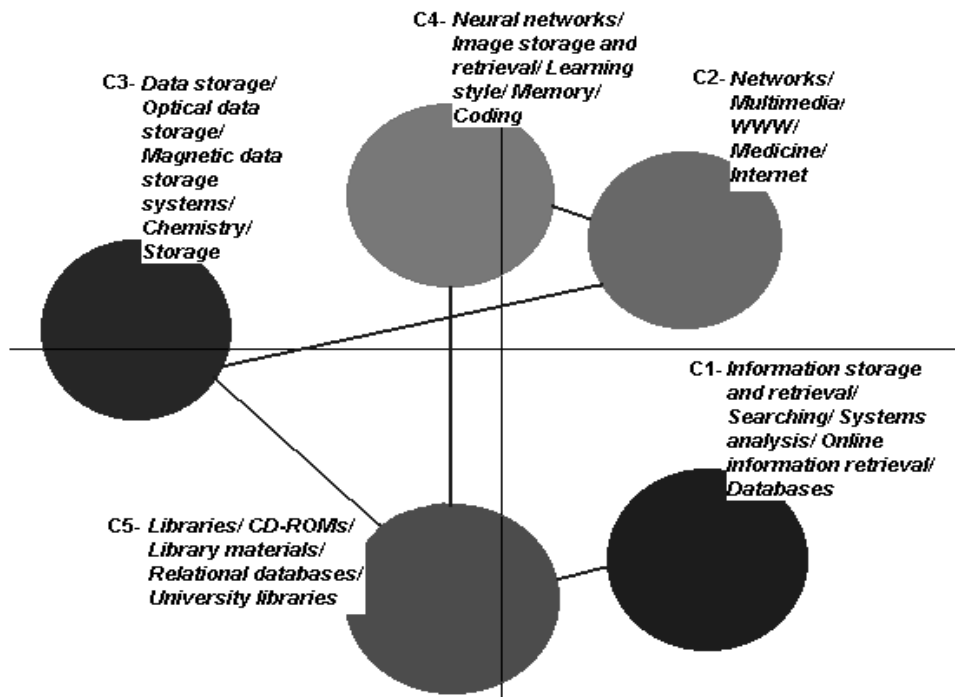 C4- Neural networks/
Image storage and
retrieval/ Learning
style/ Memory/
Coding
C3- Data storage/
Optical data
storage/
Magnetic data
storage
systems/
Chemistry/
Storage
C2- Networks/
Multimedia/
WWW/
Medicine/
Internet
C1- Information storage
and retrieval/
Searching/ Systems
analysis/ Online
information retrieval/
Databases
C5- Libraries/ CD-ROMs/
Library materials/
Relational databases/
University libraries